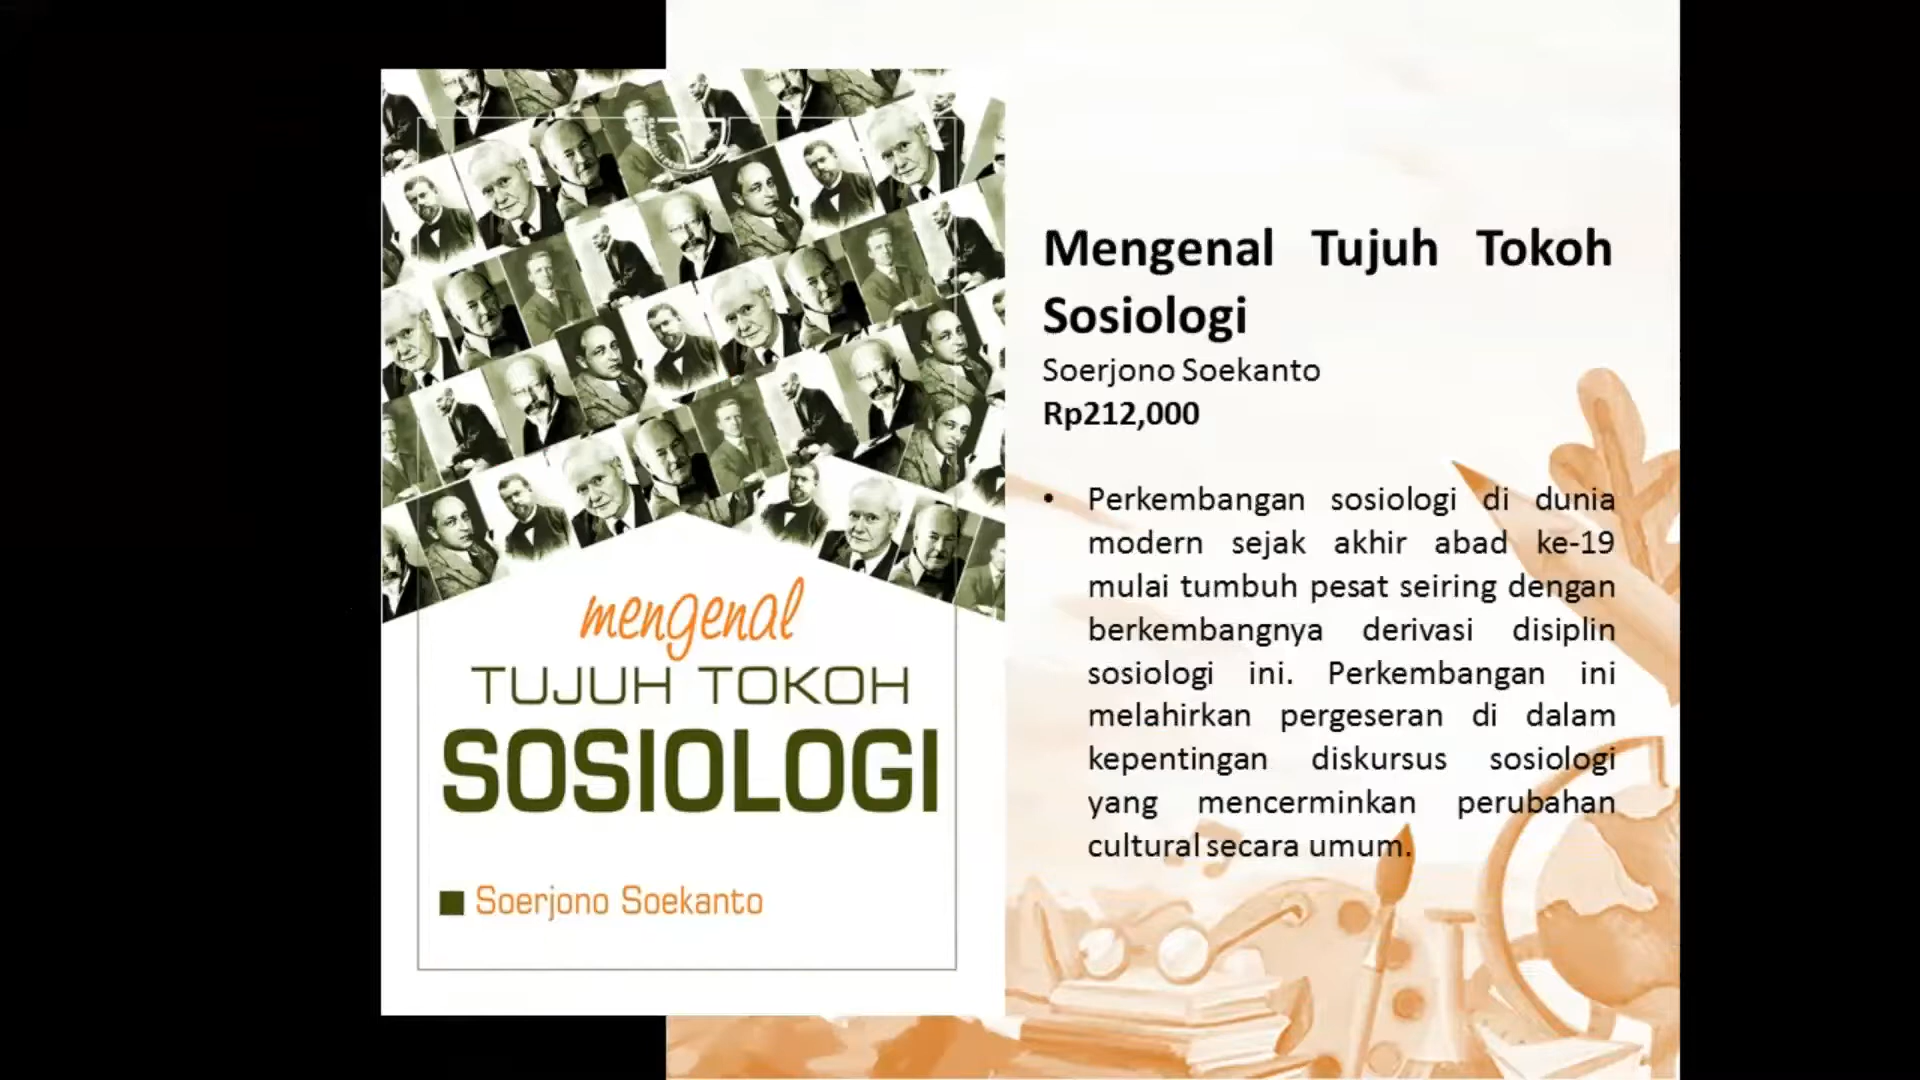 mengenal
TUJUH TOKOH
SOSIOLOGI
Soerjono Soekanto
Mengenal Tujuh Tokoh
Sosiologi
Soerjono Soekanto
Rp212,000
• Perkembangan sosiologi di dunia
modern sejak akhir abad ke-19
mulai tumbuh pesat seiring dengan
berkembangnya derivasi disiplin
sosiologi ini. Perkembangan ini
melahirkan pergeseran di dalam
kepentingan diskursus sosiologi
yang mencerminkan perubahan
cultural secara umum.